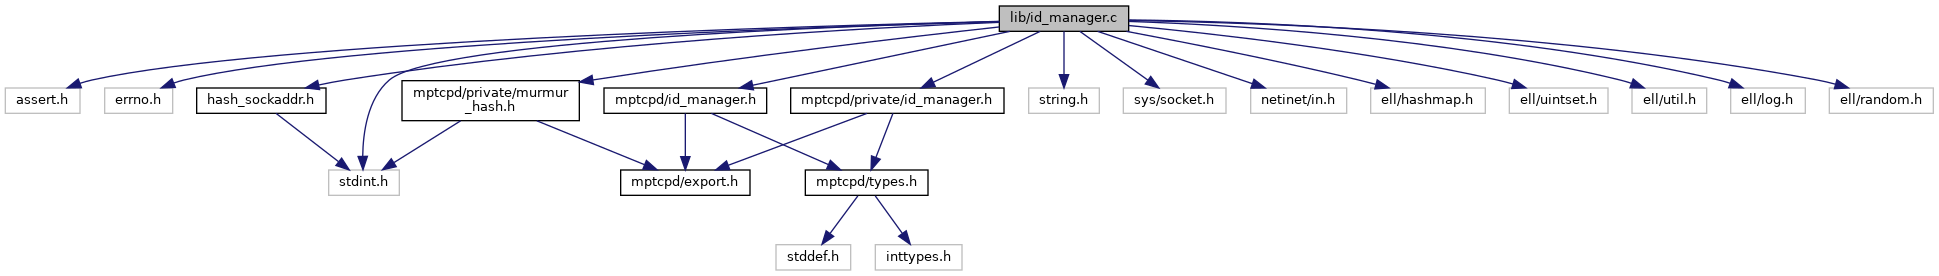 lib/id_manager.c
assert.h
errno.h
hash_sockaddr.h
mptcpd/private/murmur
_hash.h
mptcpd/id_manager.h
mptcpd/private/id_manager.h
string.h
sys/socket.h
netinet/in.h
ell/hashmap.h
ell/uintset.h
ell/util.h
ell/log.h
ell/random.h
stdint.h
mptcpd/export.h
mptcpd/types.h
stddef.h
inttypes.h